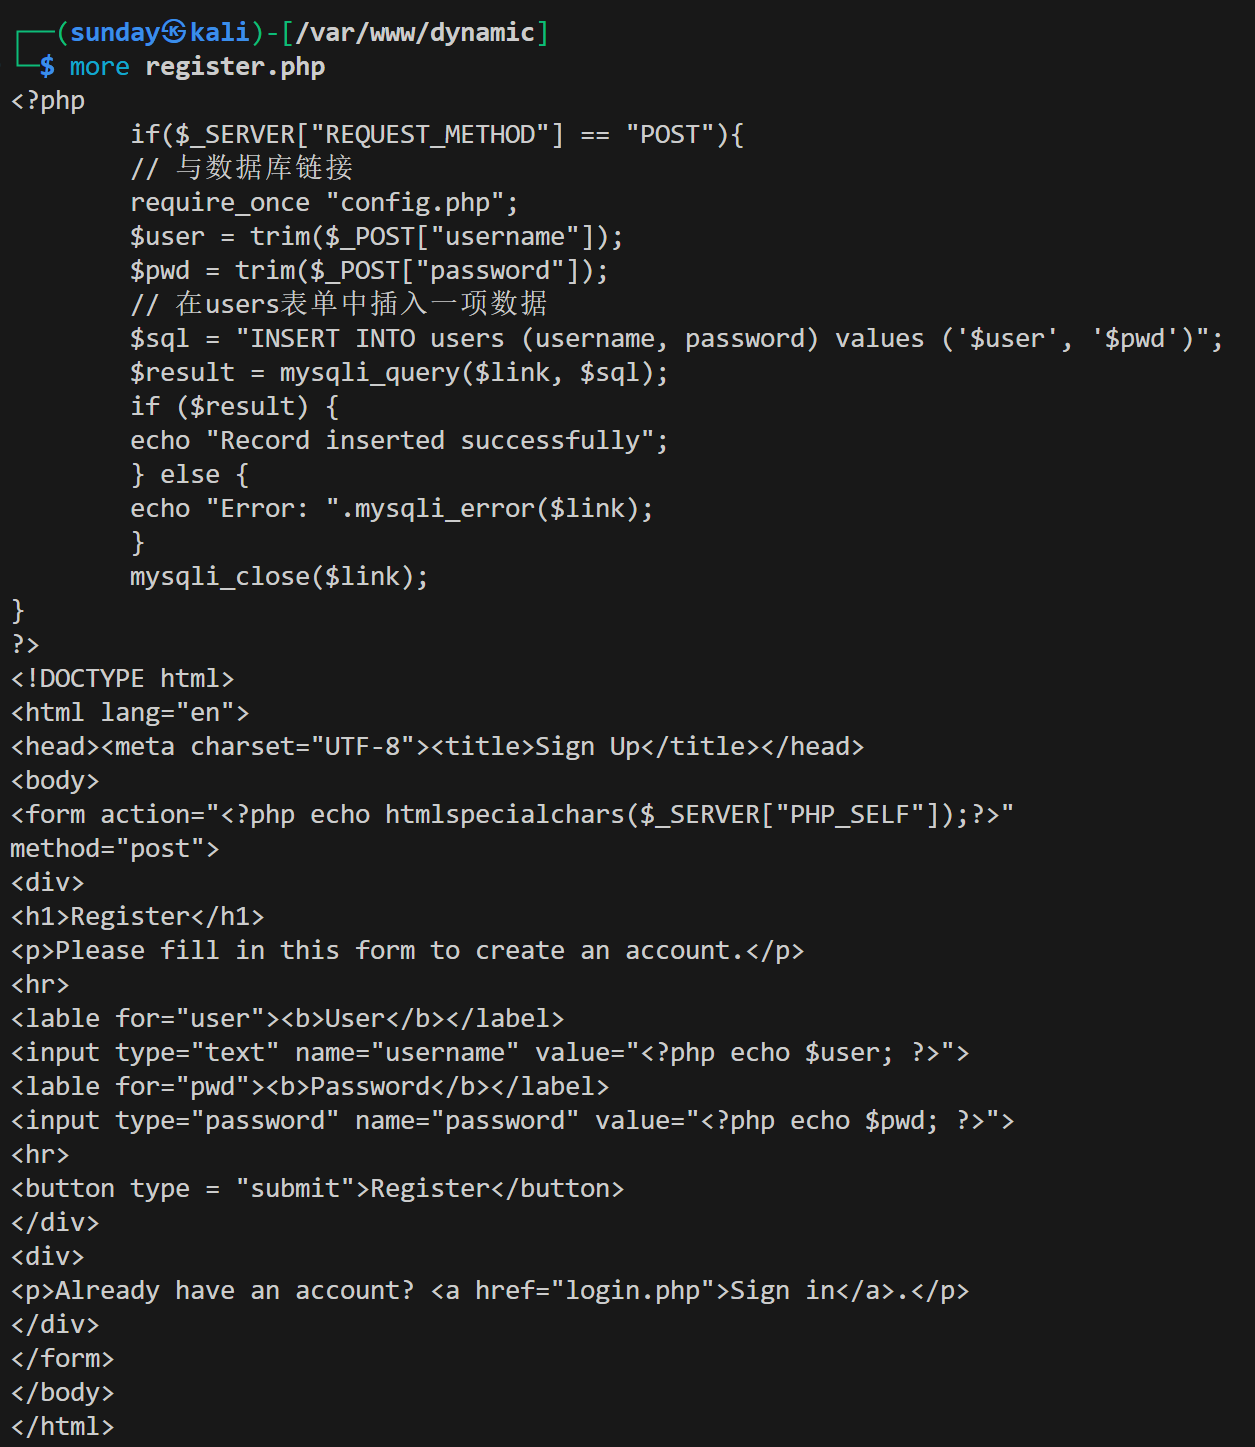 ┌──(sunday㉿kali)-[/var/www/dynamic]
└─$ more register.php
<?php
        if($_SERVER["REQUEST_METHOD"] == "POST"){
        // 与数据库链接
        require_once "config.php";
        $user = trim($_POST["username"]);
        $pwd = trim($_POST["password"]);
        // 在users表单中插入一项数据
        $sql = "INSERT INTO users (username, password) values ('$user', '$pwd')";
        $result = mysqli_query($link, $sql);
        if ($result) {
        echo "Record inserted successfully";
        } else {
        echo "Error: ".mysqli_error($link);
        }
        mysqli_close($link);
}
?>
<!DOCTYPE html>
<html lang="en">
<head><meta charset="UTF-8"><title>Sign Up</title></head>
<body>
<form action="<?php echo htmlspecialchars($_SERVER["PHP_SELF"]);?>"
method="post">
<div>
<h1>Register</h1>
<p>Please fill in this form to create an account.</p>
<hr>
<lable for="user"><b>User</b></label>
<input type="text" name="username" value="<?php echo $user; ?>">
<lable for="pwd"><b>Password</b></label>
<input type="password" name="password" value="<?php echo $pwd; ?>">
<hr>
<button type = "submit">Register</button>
</div>
<div>
<p>Already have an account? <a href="login.php">Sign in</a>.</p>
</div>
</form>
</body>
</html>